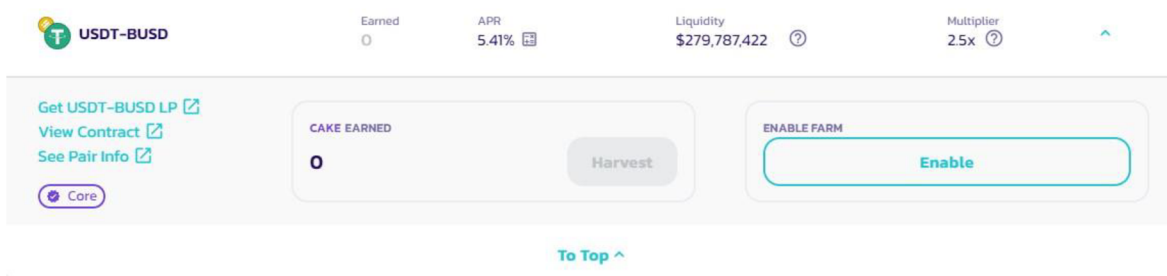 Earned APR Liquidity Multiplier
USDT-BUSD 0 5.41% $279,787,422 2.5x
Get USDT-BUSD LP
View Contract
See Pair Info
Core
CAKE EARNED
0 Harvest
ENABLE FARM
Enable
To Top